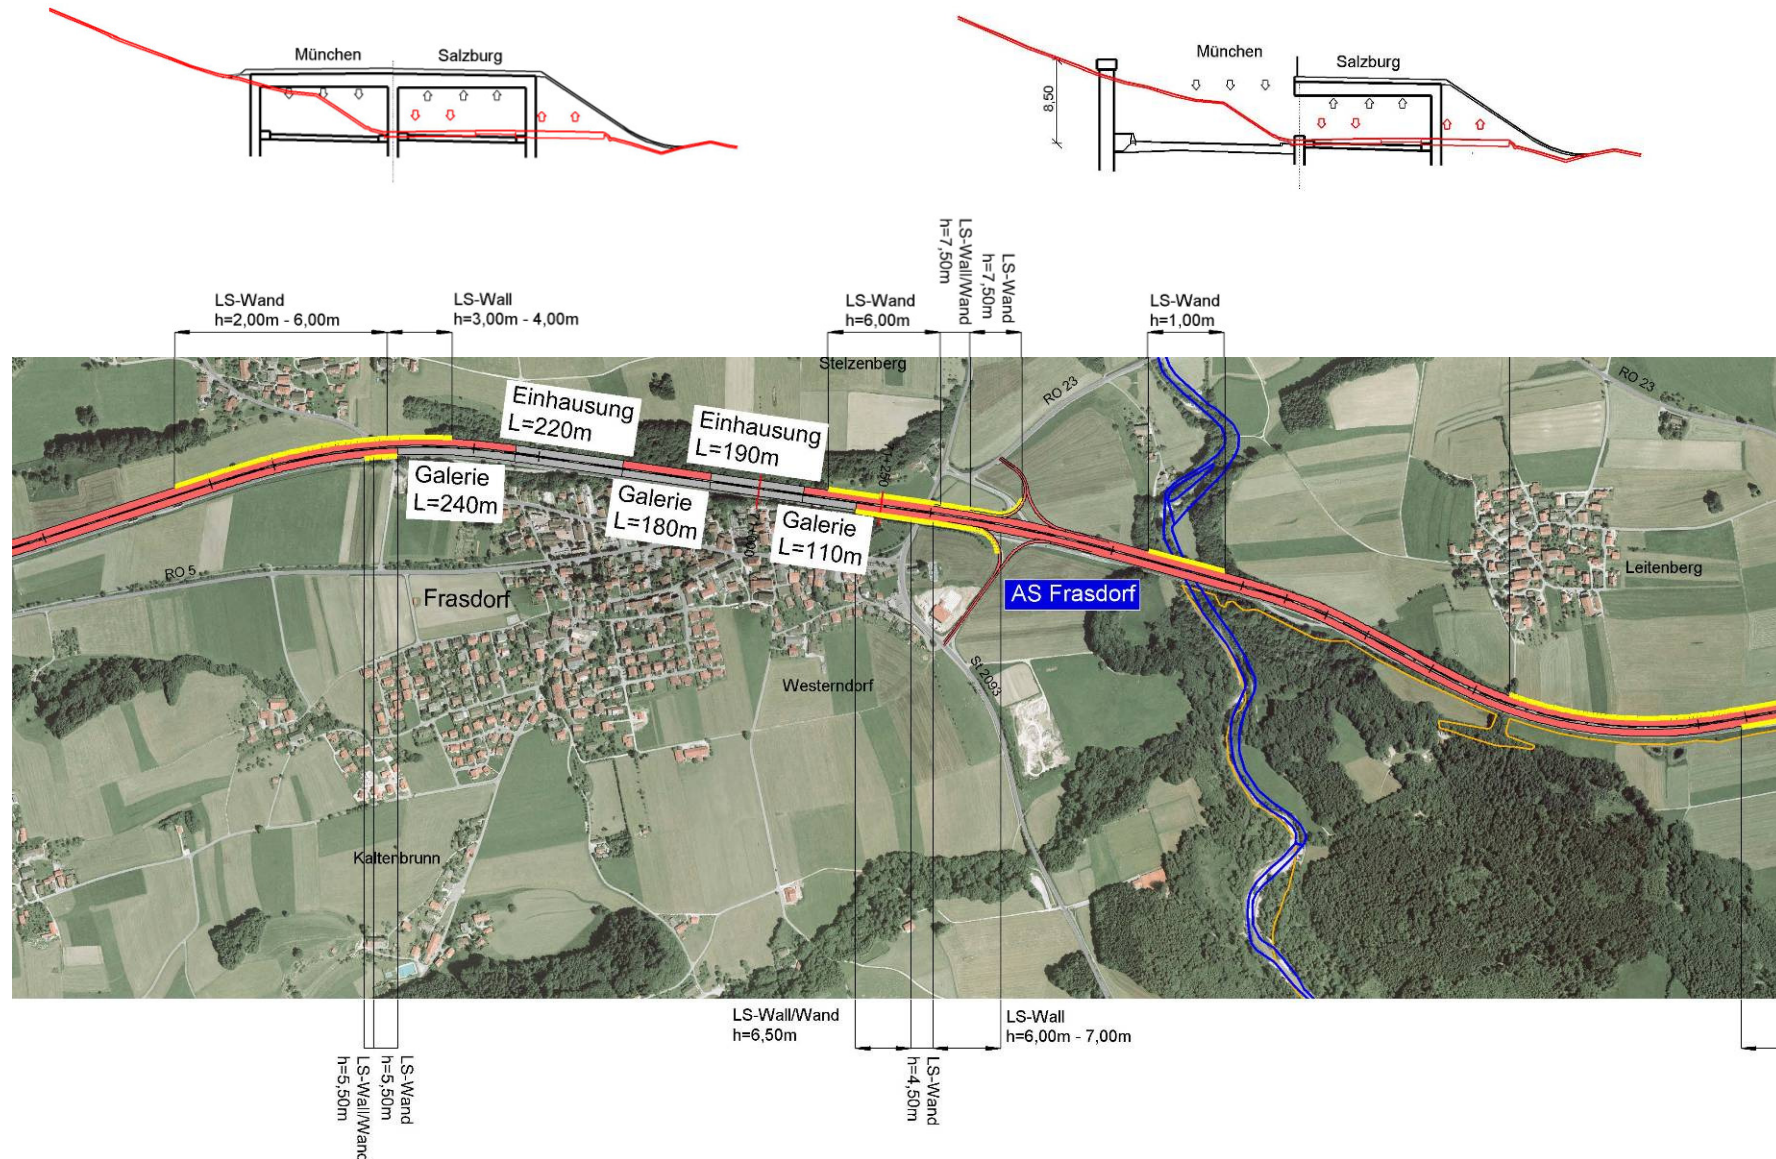 München
Salzburg
München
Salzburg
8,50
LS-Wand
h=2,00m - 6,00m
LS-Wall
h=3,00m - 4,00m
LS-Wand
h=6,00m
LS-Wall/Wand
h=7,50m
LS-Wand
h=7,50m
LS-Wand
h=1,00m
Stelzenberg
RO 23
RO 23
Einhausung
L=220m
Einhausung
L=190m
Galerie
L=240m
Galerie
L=180m
Galerie
L=110m
RO 5
Frasdorf
AS Frasdorf
Leitenberg
Westerndorf
St 2093
Kaltenbrunn
LS-Wall/Wand
h=6,50m
LS-Wall
h=6,00m - 7,00m
LS-Wand
h=4,50m
LS-Wand
h=5,50m
LS-Wall/Wand
h=5,50m